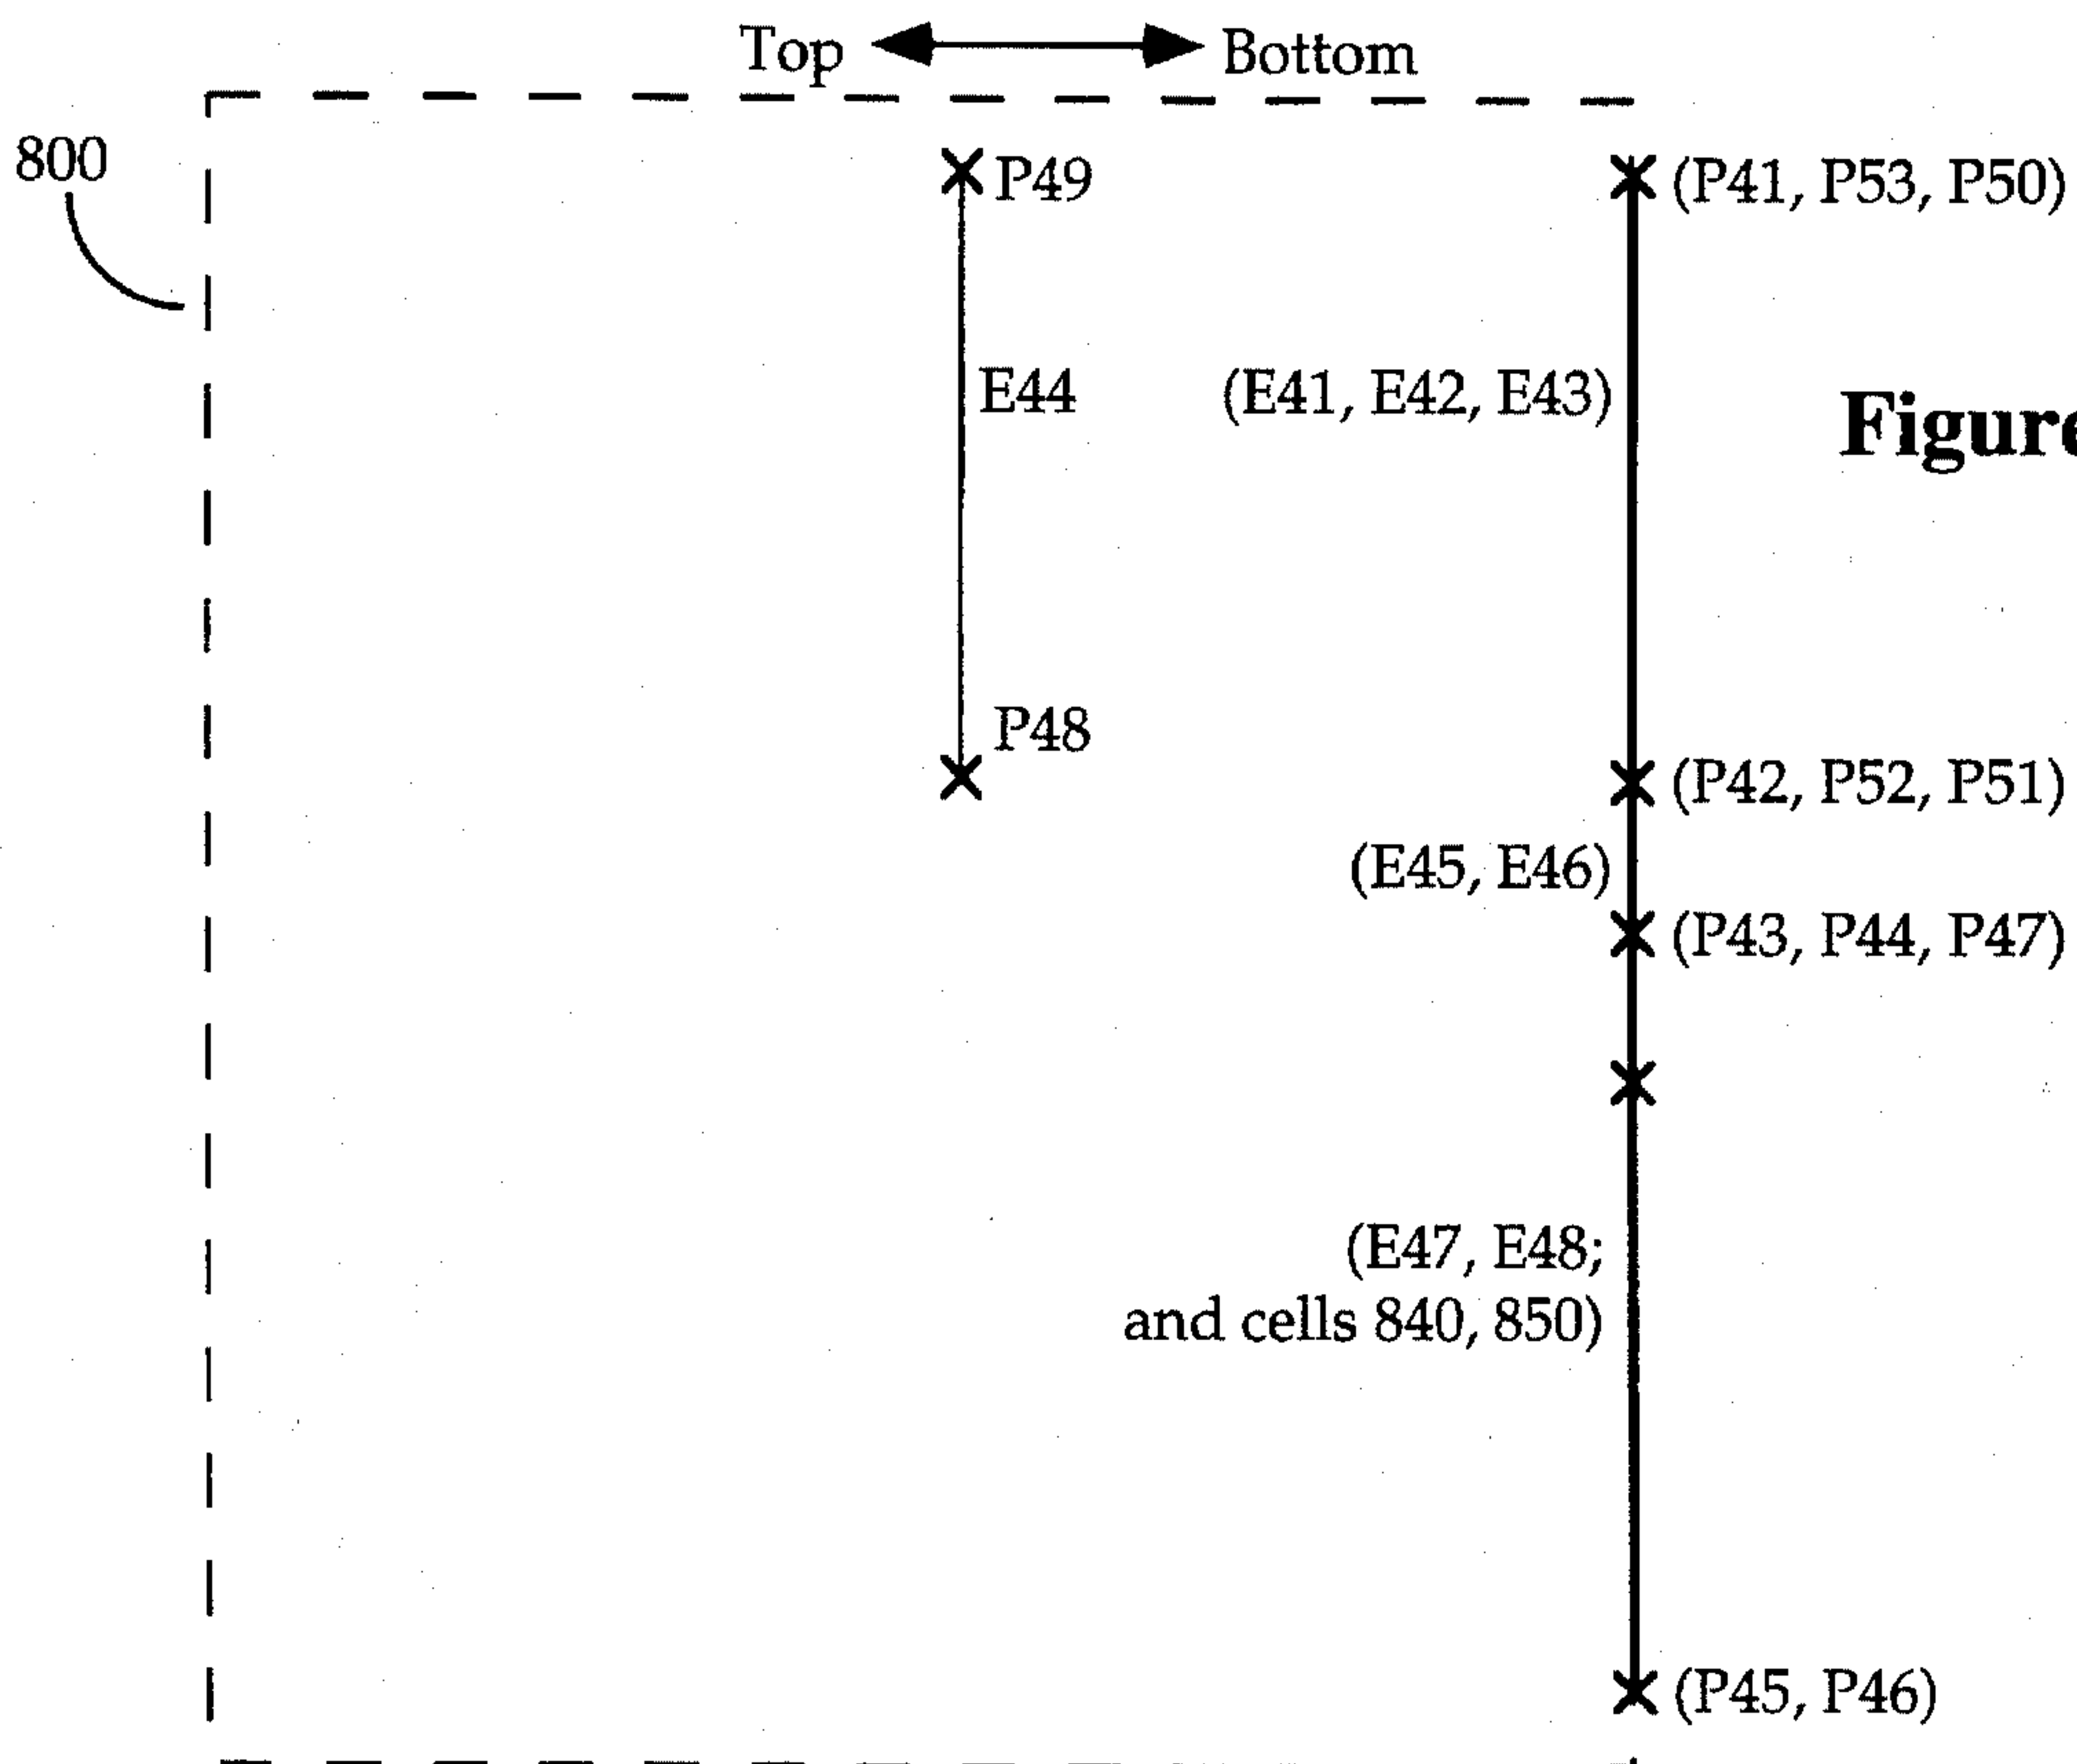 Top Bottom
800
P49
(P41, P53, P50)
E44
(E41, E42, E43)
Figure
P48
(P42, P52, P51)
(E45, E46)
(P43, P44, P47)
(E47, E48;
and cells 840, 850)
(P45, P46)